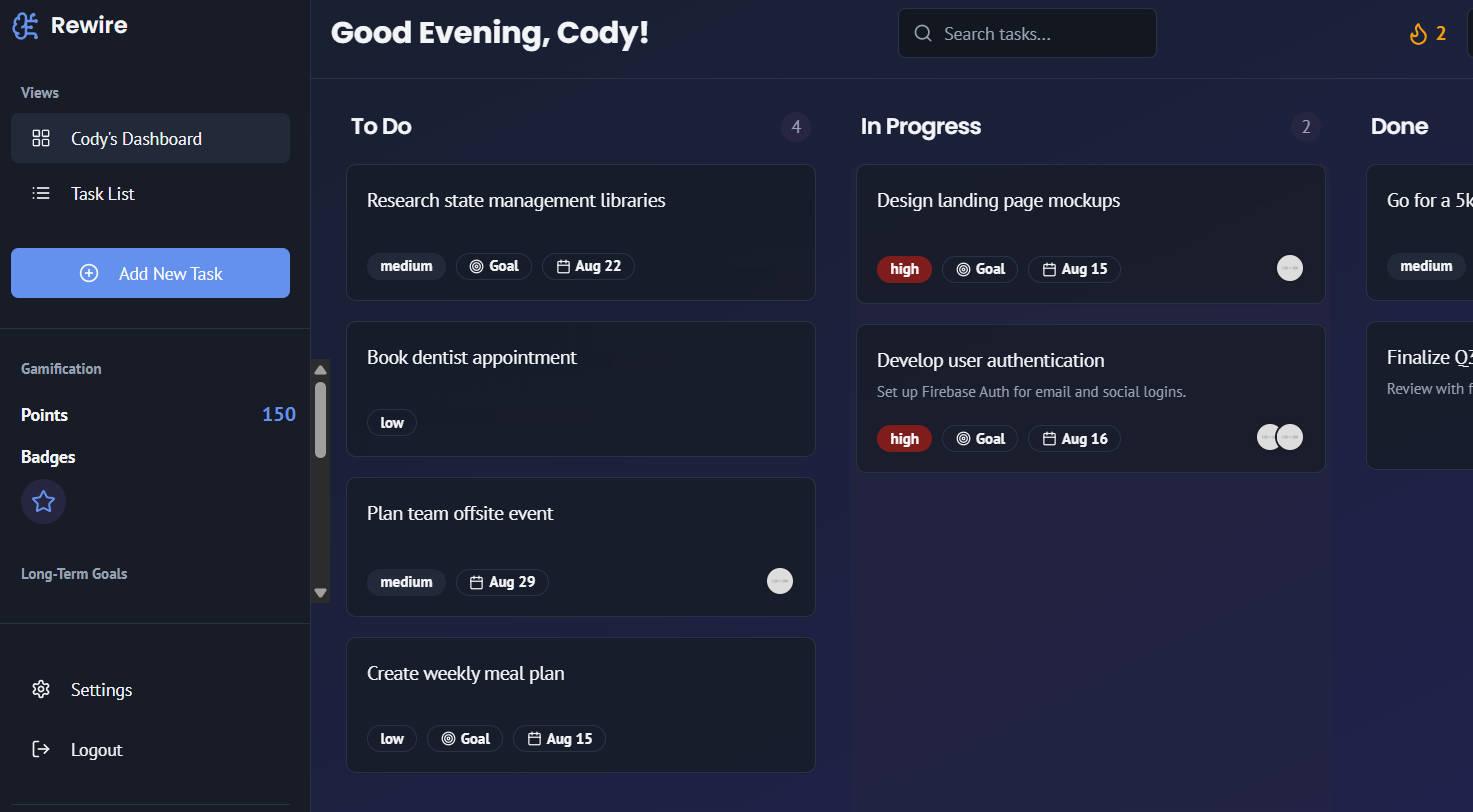 Rewire
Views
Cody's Dashboard
Task List
Add New Task
Gamification
Points 150
Badges
Long-Term Goals
Settings
Logout
Good Evening, Cody!
Search tasks...
2
To Do 4
Research state management libraries
medium Goal Aug 22
Book dentist appointment
low
Plan team offsite event
medium Aug 29
Create weekly meal plan
low Goal Aug 15
In Progress 2
Design landing page mockups
high Goal Aug 15
Develop user authentication
Set up Firebase Auth for email and social logins.
high Goal Aug 16
Done
Go for a 5k
medium
Finalize Q3
Review with f